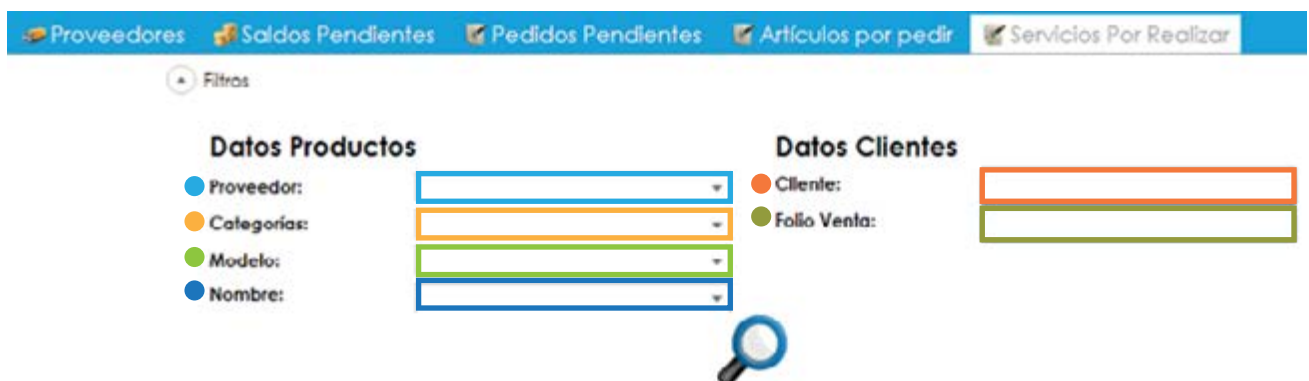 Proveedores Saldos Pendientes Pedidos Pendientes Artículos por pedir Servicios Por Realizar
Filtros
Datos Productos
Proveedor:
Categorías:
Modelo:
Nombre:
Datos Clientes
Cliente:
Folio Venta: